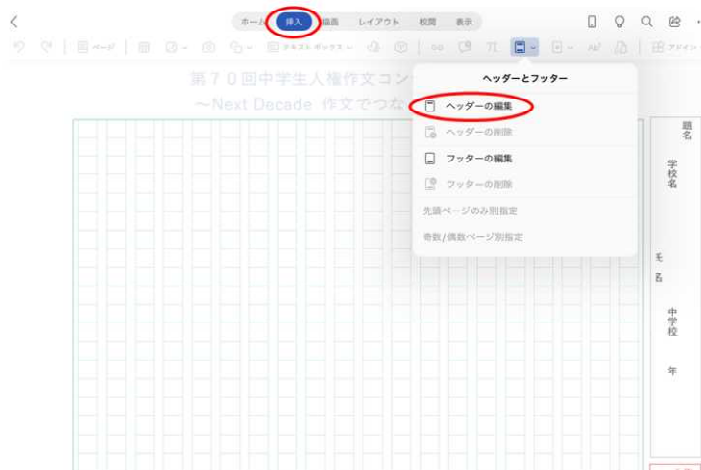 ホーム 挿入 描画 レイアウト 校閲 表示
ページ
テキスト ボックス
アドイン
第70回中学生人権作文コン
～Next Decade 作文でつな
ヘッダーとフッター
ヘッダーの編集
ヘッダーの削除
フッターの編集
フッターの削除
先頭ページのみ別指定
奇数/偶数ページ別指定
題名
学校名
氏名
中学校
年